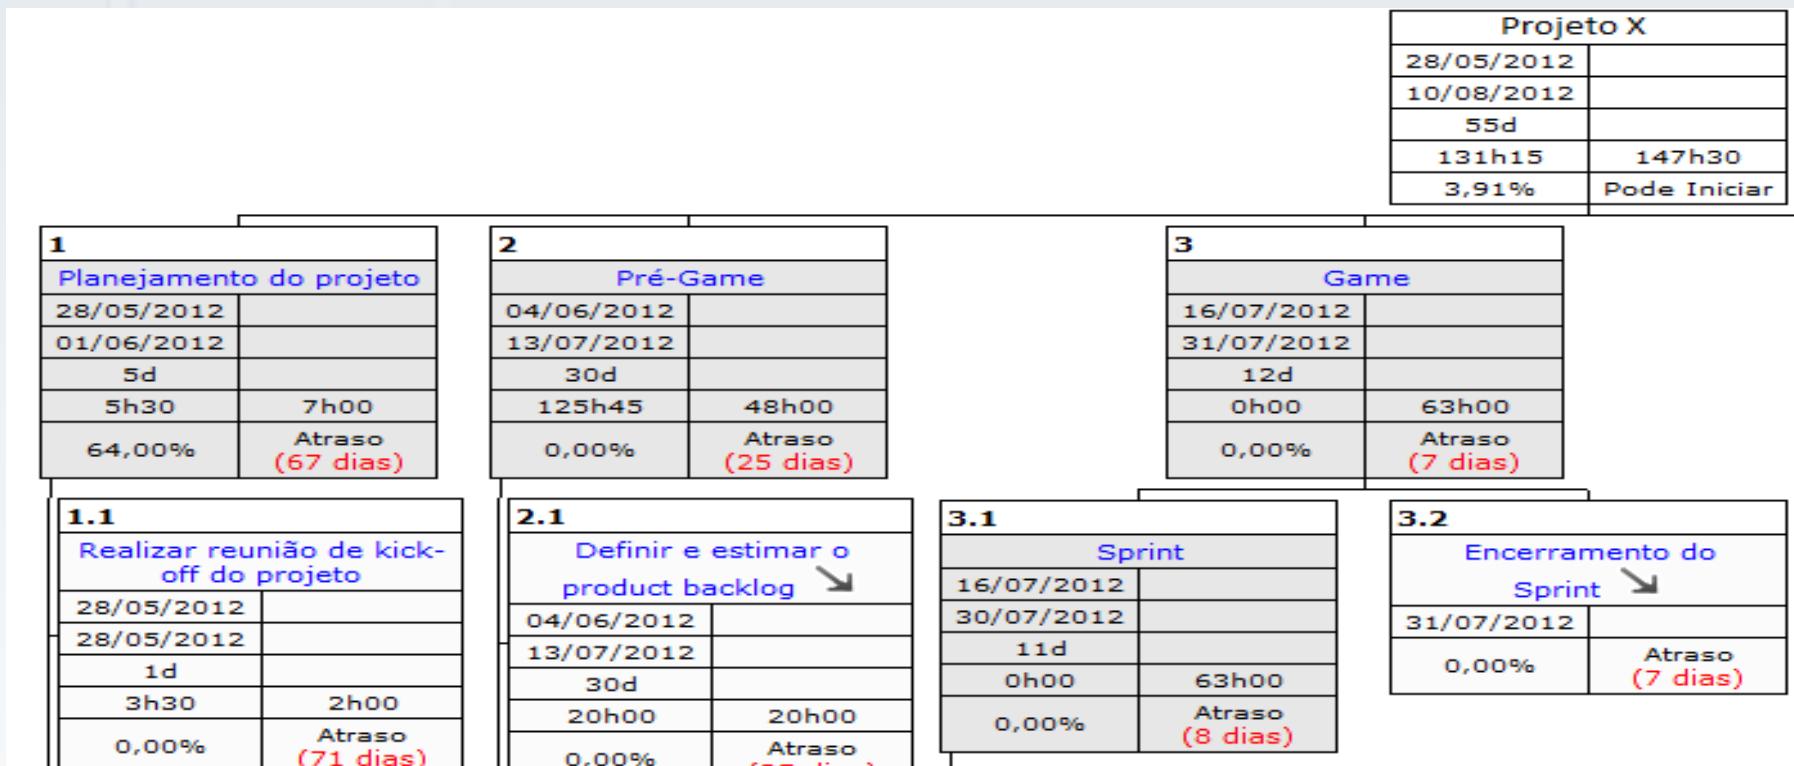 Projeto X
28/05/2012
10/08/2012
55d
131h15 147h30
3,91% Pode Iniciar
1
Planejamento do projeto
28/05/2012
01/06/2012
5d
5h30 7h00
64,00% Atraso
(67 dias)
2
Pré-Game
04/06/2012
13/07/2012
30d
125h45 48h00
0,00% Atraso
(25 dias)
3
Game
16/07/2012
31/07/2012
12d
0h00 63h00
0,00% Atraso
(7 dias)
1.1
Realizar reunião de kick-
off do projeto
28/05/2012
28/05/2012
1d
3h30 2h00
0,00% Atraso
(71 dias)
2.1
Definir e estimar o
product backlog
04/06/2012
13/07/2012
30d
20h00 20h00
0,00% Atraso
3.1
Sprint
16/07/2012
30/07/2012
11d
0h00 63h00
0,00% Atraso
(8 dias)
3.2
Encerramento do
Sprint
31/07/2012
0,00% Atraso
(7 dias)